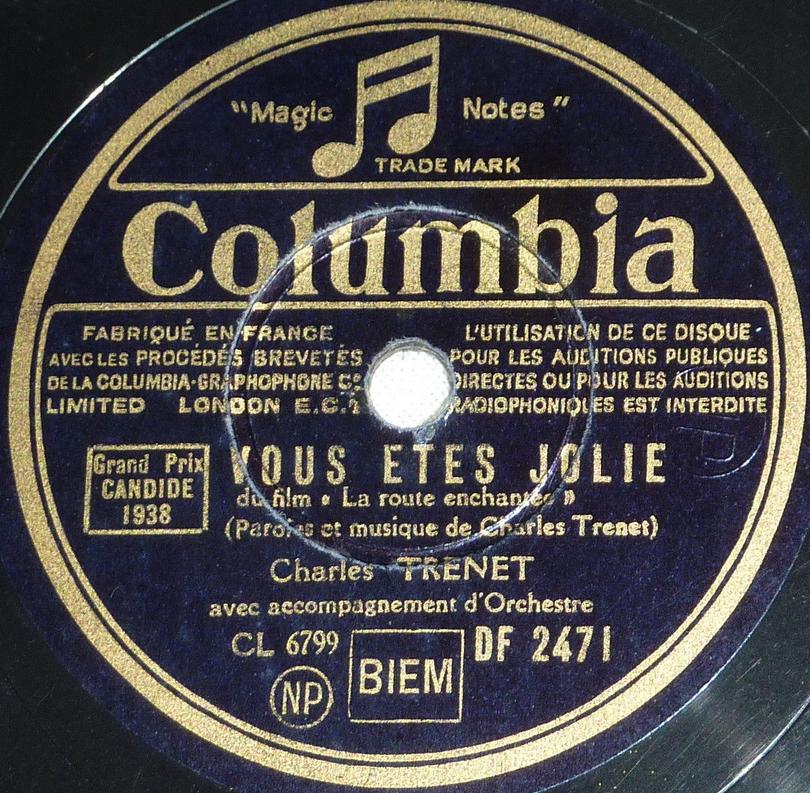 "Magic Notes"
TRADE MARK
Columbia
FABRIQUÉ EN FRANCE
AVEC LES PROCÉDÉS BREVETÉS
DE LA COLUMBIA-GRAPHOPHONE Cº
LIMITED LONDON E.C.1
L'UTILISATION DE CE DISQUE
POUR LES AUDITIONS PUBLIQUES
DIRECTES OU POUR LES AUDITIONS
RADIOPHONIQUES EST INTERDITE
Grand Prix
CANDIDE
1938
VOUS ETES JOLIE
du film « La route enchantée »
(Paroles et musique de Charles Trenet)
Charles TRENET
avec accompagnement d'Orchestre
CL 6799
BIEM
DF 2471
NP
P